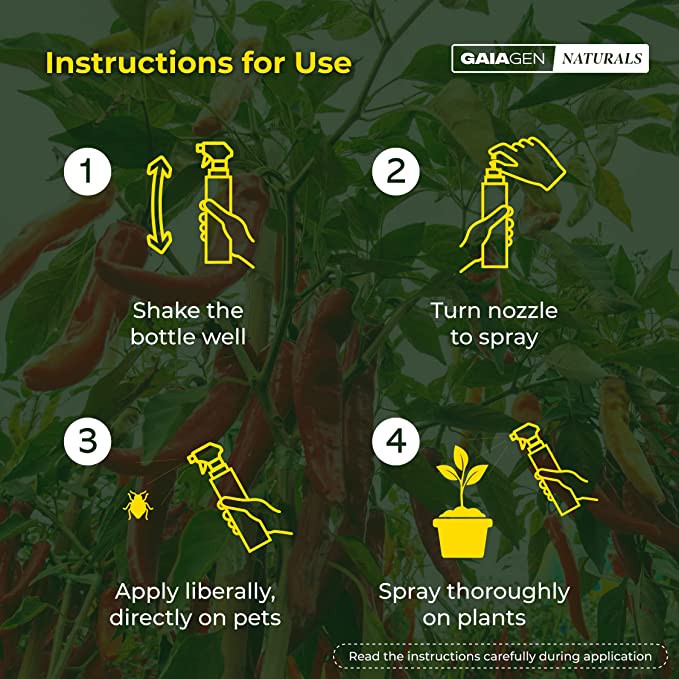 Instructions for Use
GAIAGEN NATURALS
1
2
Shake the
bottle well
Turn nozzle
to spray
3
4
Apply liberally,
directly on pets
Spray thoroughly
on plants
Read the instructions carefully during application